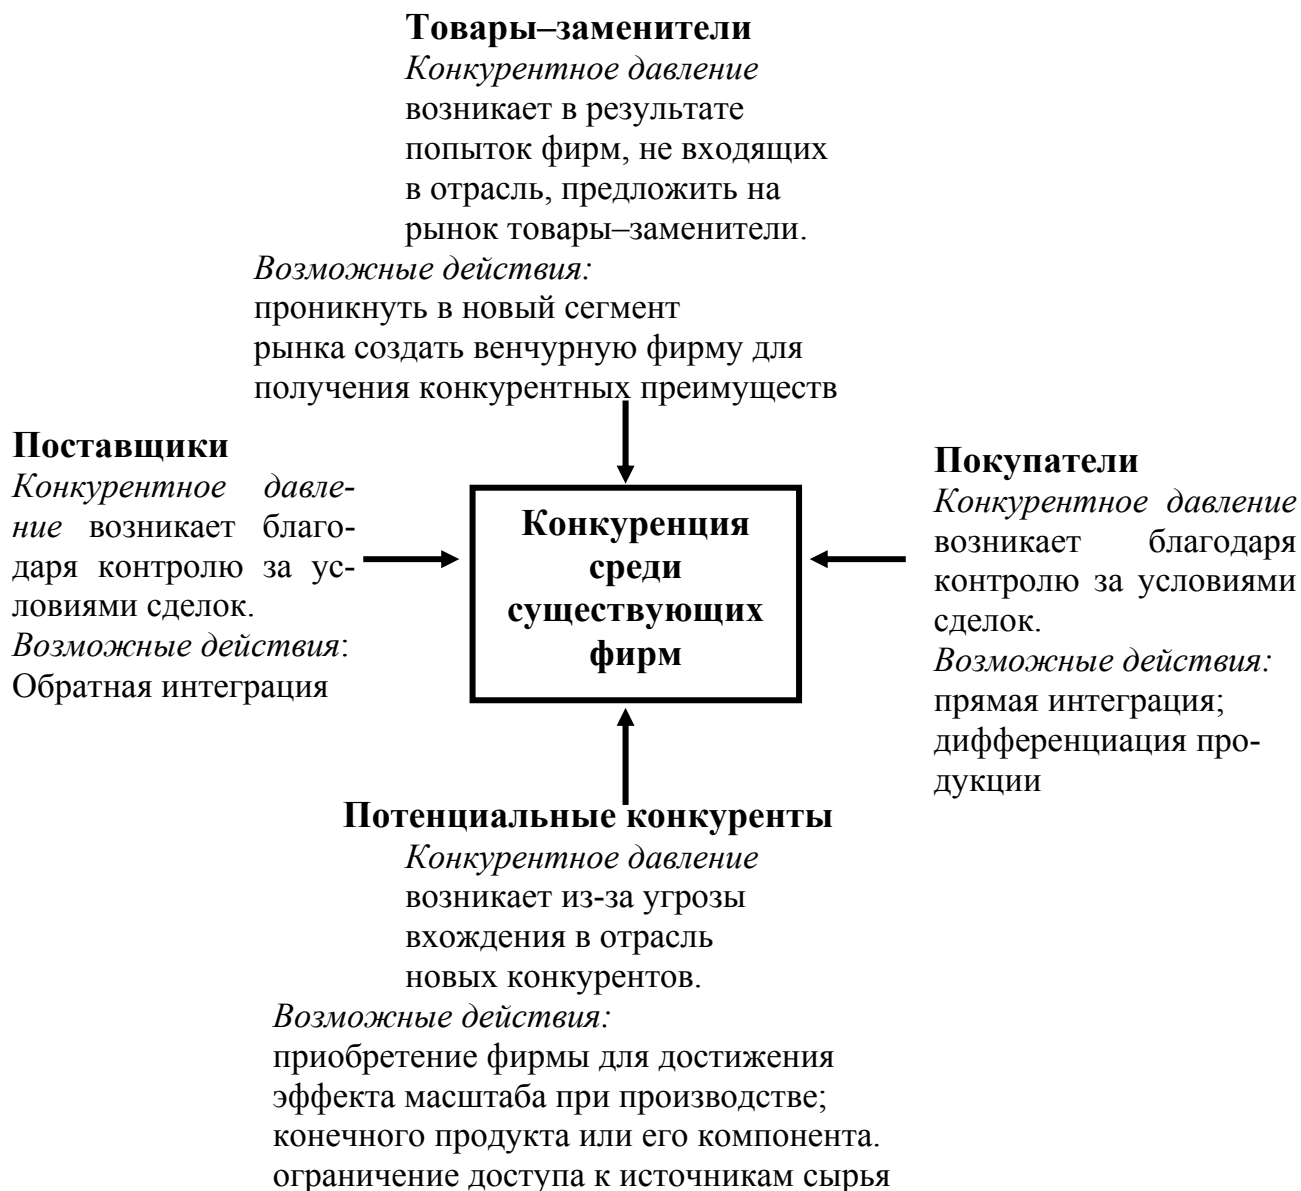 Товары–заменители
Конкурентное давление
возникает в результате
попыток фирм, не входящих
в отрасль, предложить на
рынок товары–заменители.
Возможные действия:
проникнуть в новый сегмент
рынка создать венчурную фирму для
получения конкурентных преимуществ
Поставщики
Конкурентное давле-
ние возникает благо-
даря контролю за ус-
ловиями сделок.
Возможные действия:
Обратная интеграция
Конкуренция
среди
существующих
фирм
Покупатели
Конкурентное давление
возникает благодаря
контролю за условиями
сделок.
Возможные действия:
прямая интеграция;
дифференциация про-
дукции
Потенциальные конкуренты
Конкурентное давление
возникает из-за угрозы
вхождения в отрасль
новых конкурентов.
Возможные действия:
приобретение фирмы для достижения
эффекта масштаба при производстве;
конечного продукта или его компонента.
ограничение доступа к источникам сырья